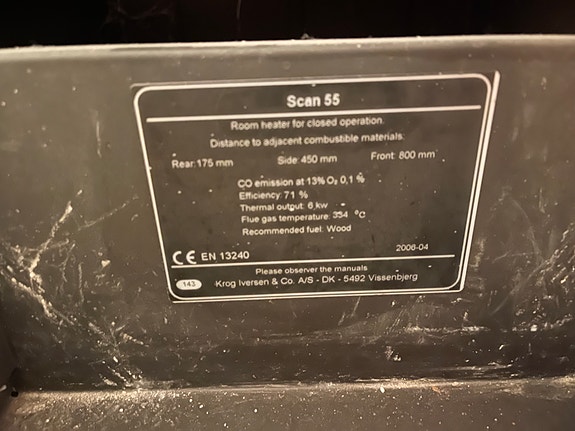 Scan 55
Room heater for closed operation.
Distance to adjacent combustible materials:
Rear: 175 mm Side: 450 mm Front: 800 mm
CO emission at 13% O₂ 0,1 %
Efficiency: 71 %
Thermal output: 6 kw
Flue gas temperature: 354 °C
Recommended fuel: Wood
CE EN 13240 2006-04
Please observe the manuals
143 Krog Iversen & Co. A/S - DK - 5492 Vissenbjerg